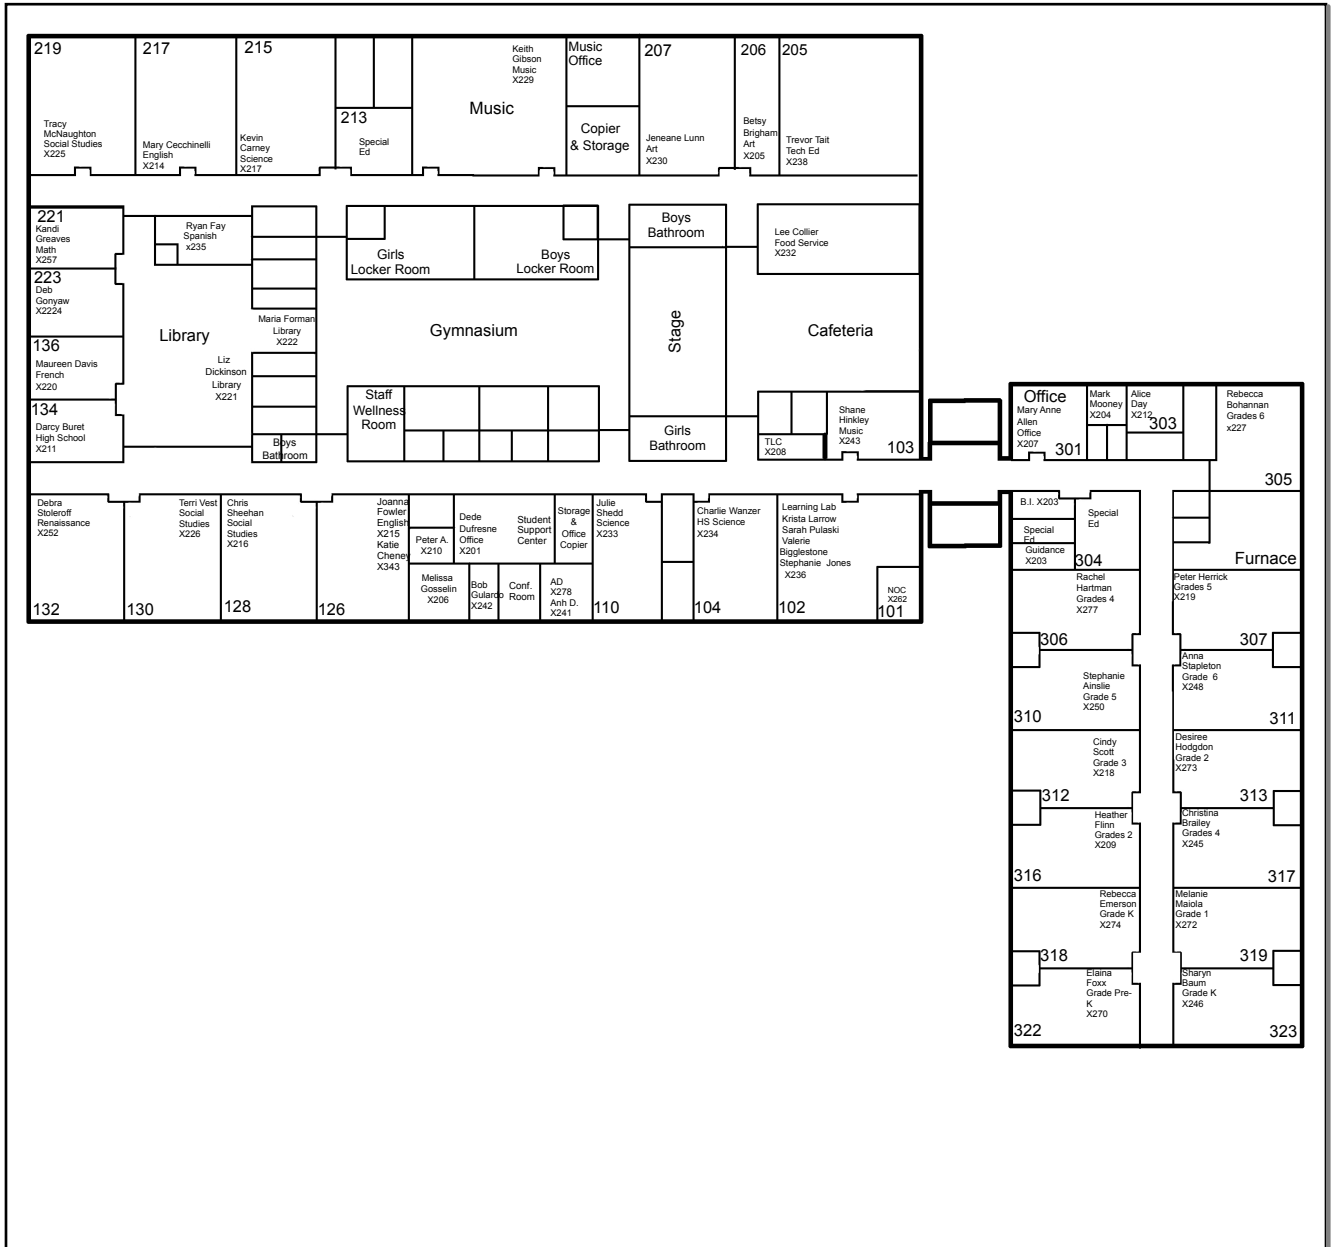 219
Tracy
McNaughton
Social Studies
X225
217
Mary Cecchinelli
English
X214
215
Kevin
Carney
Science
X217
213
Special
Ed
Music
Keith
Gibson
Music
X229
Music
Office
Copier
& Storage
207
Jeneane Lunn
Art
X230
206
Betsy
Brigham
Art
X205
205
Trevor Tait
Tech Ed
X238
221
Kandi
Greaves
Math
X257
223
Deb
Gonyaw
X2224
136
Maureen Davis
French
X220
134
Darcy Buret
High School
X211
Ryan Fay
Spanish
x235
Library
Maria Forman
Library
X222
Liz
Dickinson
Library
X221
Boys
Bathroom
Girls
Locker Room
Boys
Locker Room
Gymnasium
Staff
Wellness
Room
Boys
Bathroom
Stage
Girls
Bathroom
Lee Collier
Food Service
X232
Cafeteria
TLC
X208
Shane
Hinkley
Music
X243
103
Debra
Stoleroff
Renaissance
X252
132
Terri Vest
Social
Studies
X226
130
Chris
Sheehan
Social
Studies
X216
128
Joanna
Fowler
English
X215
Katie
Cheney
X343
126
Peter A.
X210
Dede
Dufresne
Office
X201
Student
Support
Center
Storage
&
Office
Copier
Melissa
Gosselin
X206
Bob
Gulardo
X242
Conf.
Room
AD
X278
Anh D.
X241
Julie
Shedd
Science
X233
110
Charlie Wanzer
HS Science
X234
104
Learning Lab
Krista Larrow
Sarah Pulaski
Valerie
Bigglestone
Stephanie Jones
X236
102
NOC
X262
101
Office
Mary Anne
Allen
Office
X207
301
Mark
Mooney
X204
Alice
Day
X212
303
Rebecca
Bohannan
Grades 6
x227
305
B.I. X203
Special
Ed
Guidance
X203
Special
Ed
304
Furnace
Rachel
Hartman
Grades 4
X277
306
Peter Herrick
Grades 5
X219
307
Stephanie
Ainslie
Grade 5
X250
310
Anna
Stapleton
Grade 6
X248
311
Cindy
Scott
Grade 3
X218
312
Desiree
Hodgdon
Grade 2
X273
313
Heather
Flinn
Grades 2
X209
316
Christina
Brailey
Grades 4
X245
317
Rebecca
Emerson
Grade K
X274
318
Melanie
Maiola
Grade 1
X272
319
Elaina
Foxx
Grade Pre-
K
X270
322
Sharyn
Baum
Grade K
X246
323